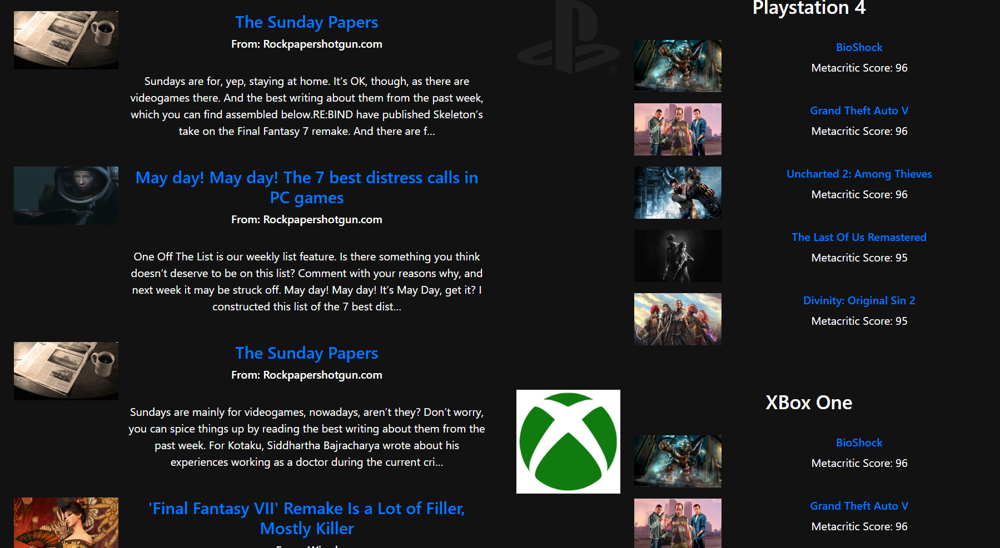 The Sunday Papers
From: Rockpapershotgun.com
Sundays are for, yep, staying at home. It’s OK, though, as there are
videogames there. And the best writing about them from the past week,
which you can find assembled below.RE:BIND have published Skeleton’s
take on the Final Fantasy 7 remake. And there are f...
May day! May day! The 7 best distress calls in
PC games
From: Rockpapershotgun.com
One Off The List is our weekly list feature. Is there something you think
doesn’t deserve to be on this list? Comment with your reasons why, and
next week it may be struck off. May day! May day! It’s May Day, get it? I
constructed this list of the 7 best dist...
The Sunday Papers
From: Rockpapershotgun.com
Sundays are mainly for videogames, nowadays, aren’t they? Don’t worry,
you can spice things up by reading the best writing about them from the
past week. For Kotaku, Siddhartha Bajracharya wrote about his
experiences working as a doctor during the current cri...
'Final Fantasy VII' Remake Is a Lot of Filler,
Mostly Killer
Playstation 4
BioShock
Metacritic Score: 96
Grand Theft Auto V
Metacritic Score: 96
Uncharted 2: Among Thieves
Metacritic Score: 96
The Last Of Us Remastered
Metacritic Score: 95
Divinity: Original Sin 2
Metacritic Score: 95
XBox One
BioShock
Metacritic Score: 96
Grand Theft Auto V
Metacritic Score: 96